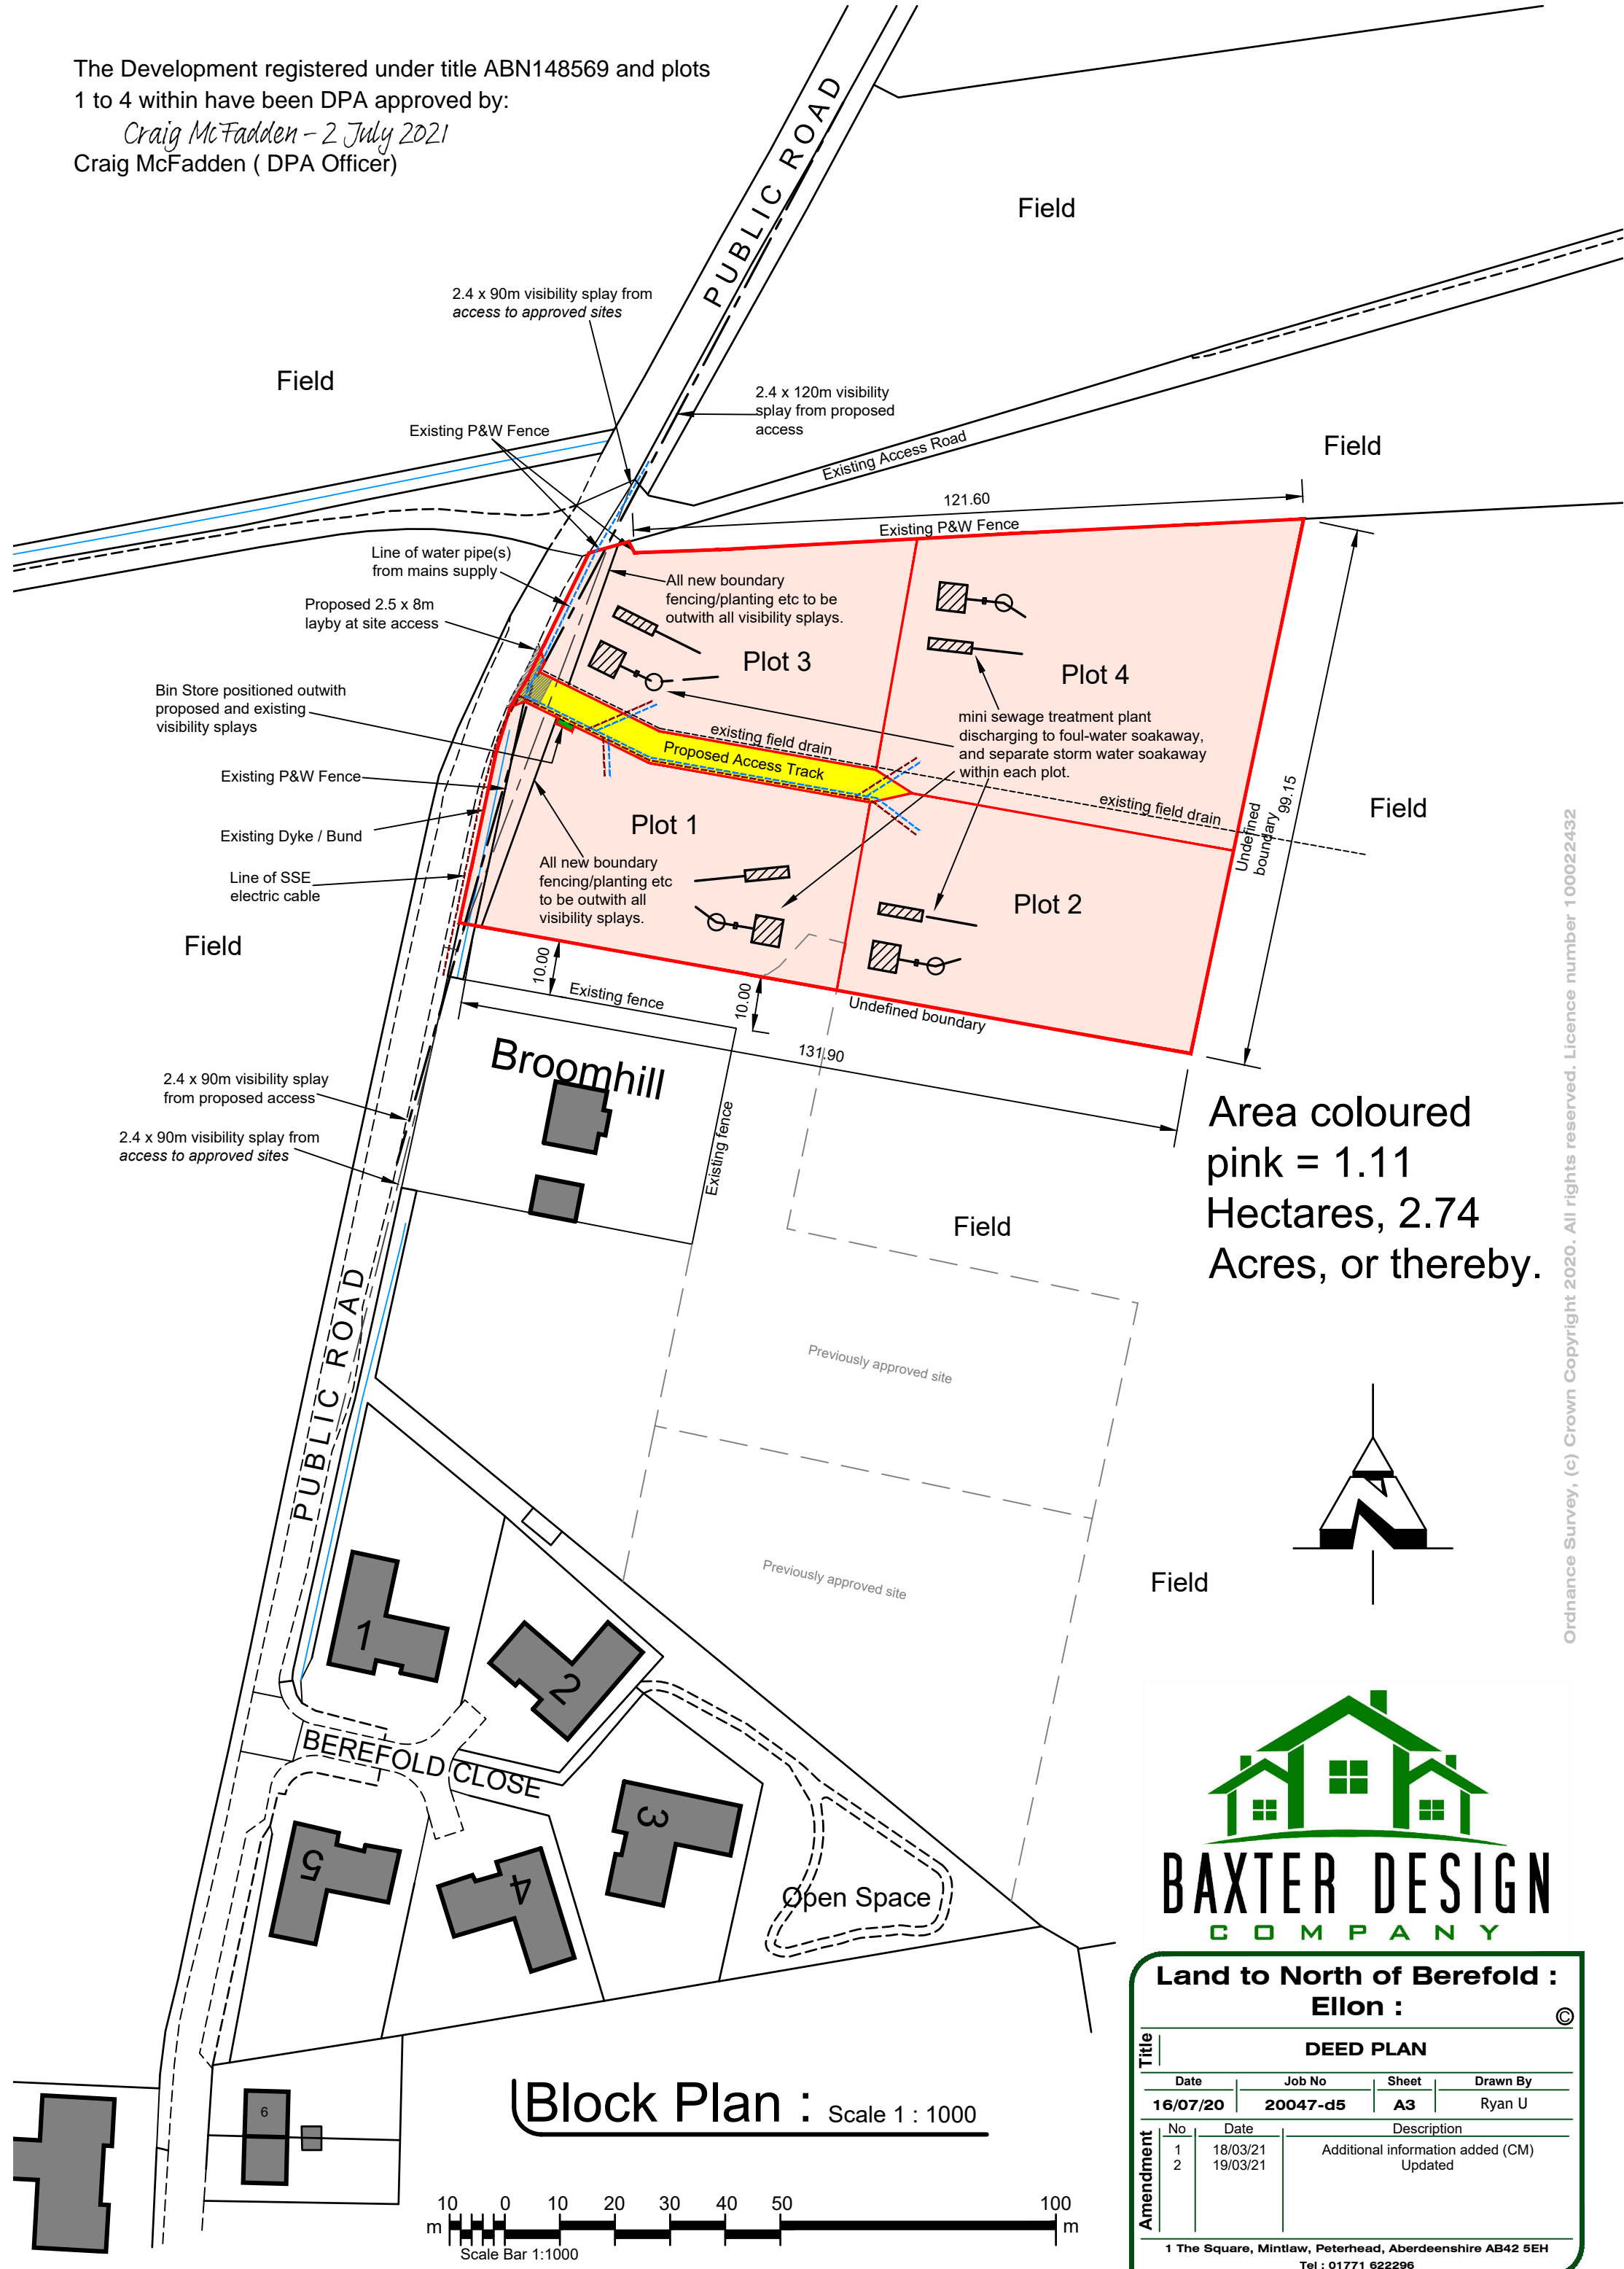 The Development registered under title ABN148569 and plots
1 to 4 within have been DPA approved by:
Craig McFadden - 2 July 2021
Craig McFadden ( DPA Officer)
PUBLIC ROAD
Field
2.4 x 90m visibility splay from
access to approved sites
Field
2.4 x 120m visibility
splay from proposed
access
Existing P&W Fence
Existing Access Road
Field
121.60
Existing P&W Fence
Line of water pipe(s)
from mains supply
All new boundary
fencing/planting etc to be
outwith all visibility splays.
Proposed 2.5 x 8m
layby at site access
Plot 3
Plot 4
Bin Store positioned outwith
proposed and existing
visibility splays
mini sewage treatment plant
discharging to foul-water soakaway,
and separate storm water soakaway
within each plot.
existing field drain
Proposed Access Track
Existing P&W Fence
existing field drain
Undefined
boundary
99.15
Field
Plot 1
Existing Dyke / Bund
All new boundary
fencing/planting etc
to be outwith all
visibility splays.
Line of SSE
electric cable
Plot 2
Field
10.00
Existing fence
10.00
Undefined boundary
131.90
Broomhill
Existing fence
2.4 x 90m visibility splay
from proposed access
2.4 x 90m visibility splay from
access to approved sites
Area coloured
pink = 1.11
Hectares, 2.74
Acres, or thereby.
Ordnance Survey, (c) Crown Copyright 2020. All rights reserved. Licence number 100022432
Field
PUBLIC ROAD
Previously approved site
Previously approved site
N
Field
1
2
BEREFOLD CLOSE
3
5
4
Open Space
BAXTER DESIGN
COMPANY
Land to North of Berefold :
Ellon :
©
Title
DEED PLAN
Date Job No Sheet Drawn By
16/07/20 20047-d5 A3 Ryan U
Amendment
No Date Description
1 18/03/21 Additional information added (CM)
2 19/03/21 Updated
1 The Square, Mintlaw, Peterhead, Aberdeenshire AB42 5EH
Tel : 01771 622296
6
Block Plan : Scale 1 : 1000
10 0 10 20 30 40 50 100
m m
Scale Bar 1:1000